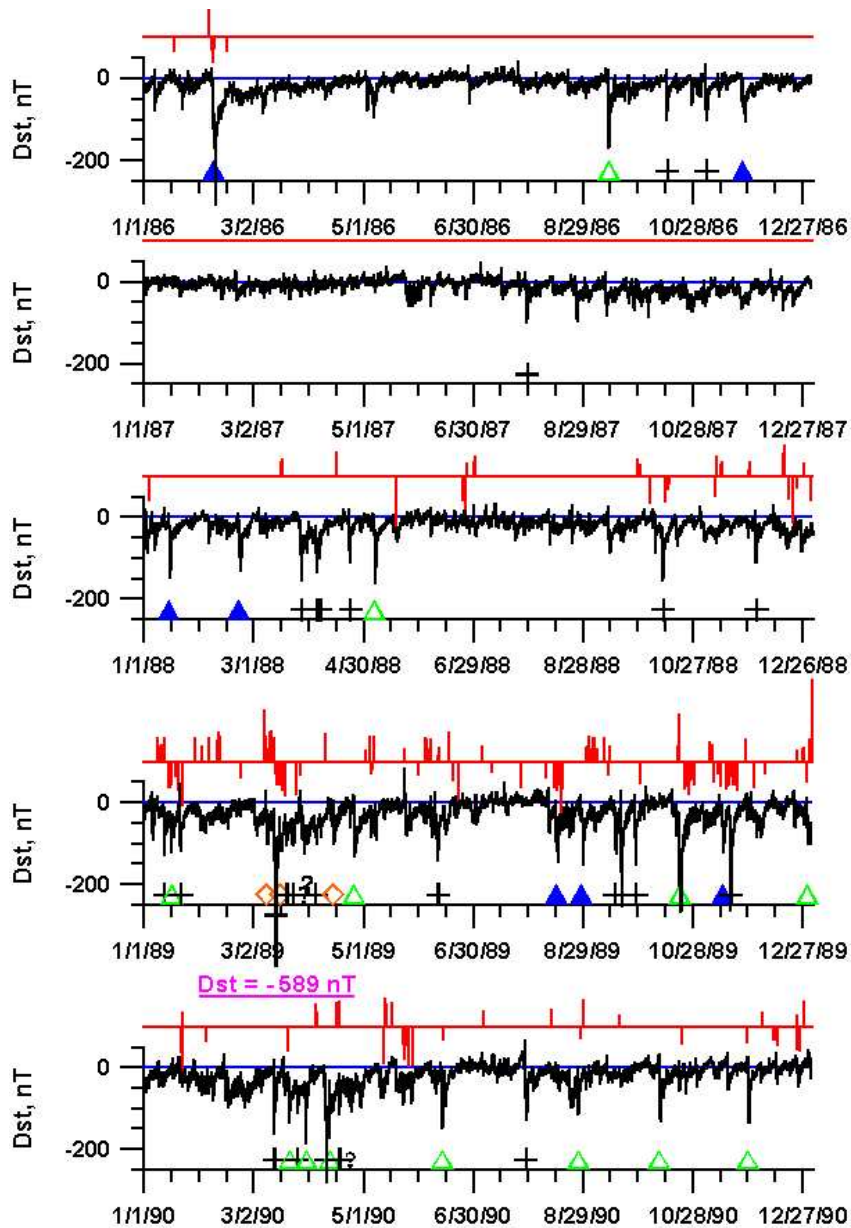 Dst, nT
0
-200
1/1/86 3/2/86 5/1/86 6/30/86 8/29/86 10/28/86 12/27/86
Dst, nT
0
-200
1/1/87 3/2/87 5/1/87 6/30/87 8/29/87 10/28/87 12/27/87
Dst, nT
0
-200
1/1/88 3/1/88 4/30/88 6/29/88 8/28/88 10/27/88 12/26/88
Dst, nT
0
-200
?
1/1/89 3/2/89 5/1/89 6/30/89 8/29/89 10/28/89 12/27/89
Dst = -589 nT
Dst, nT
0
-200
?
1/1/90 3/2/90 5/1/90 6/30/90 8/29/90 10/28/90 12/27/90